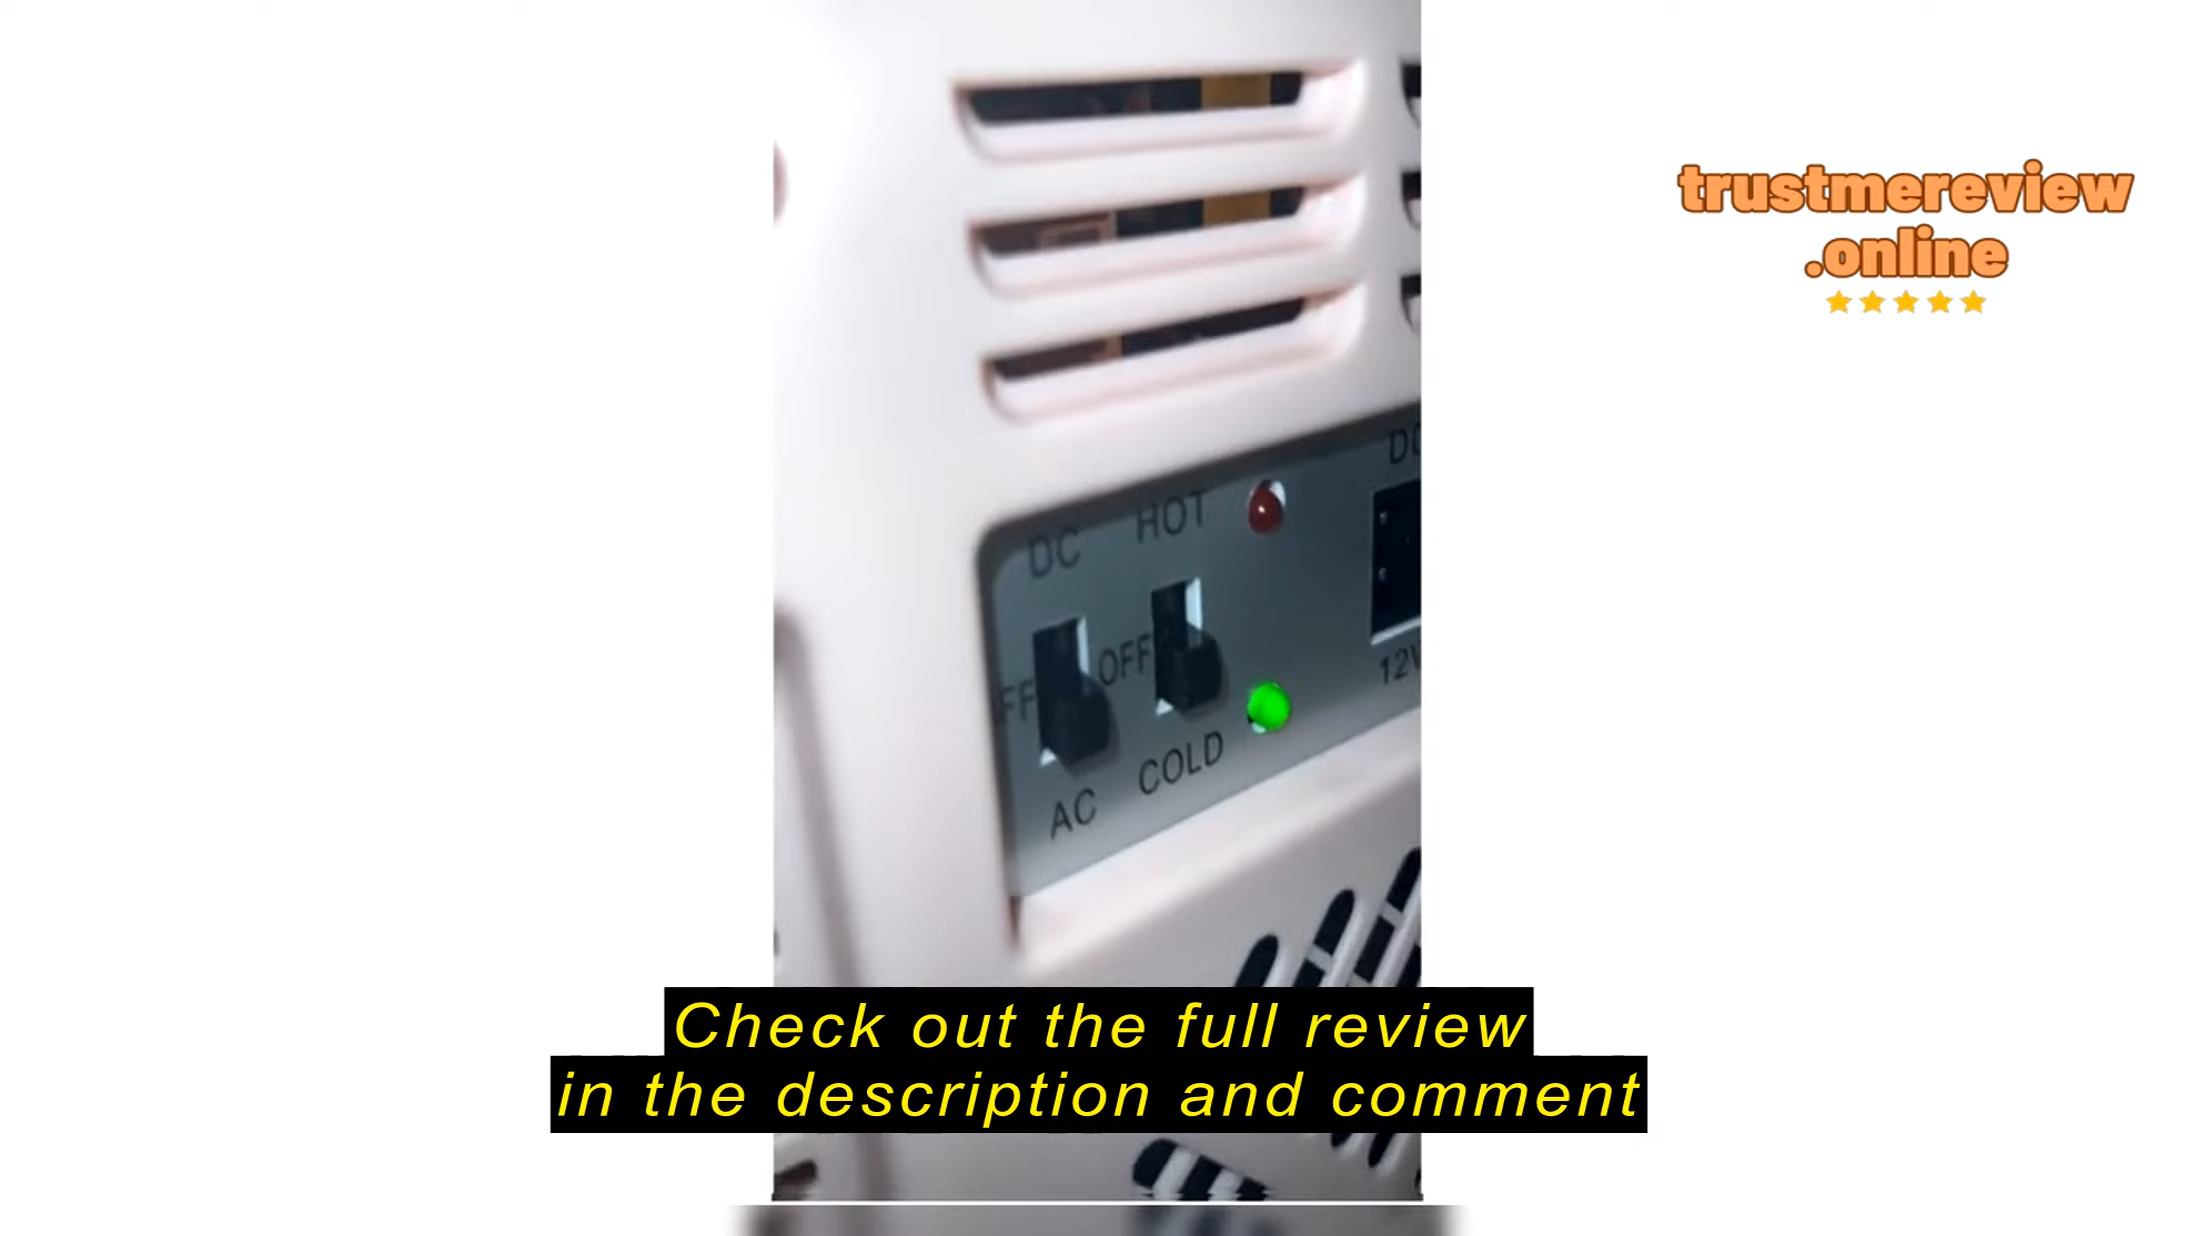 trustmereview
.online
DC
HOT
OFF
COLD
AC
Check out the full review
in the description and comment